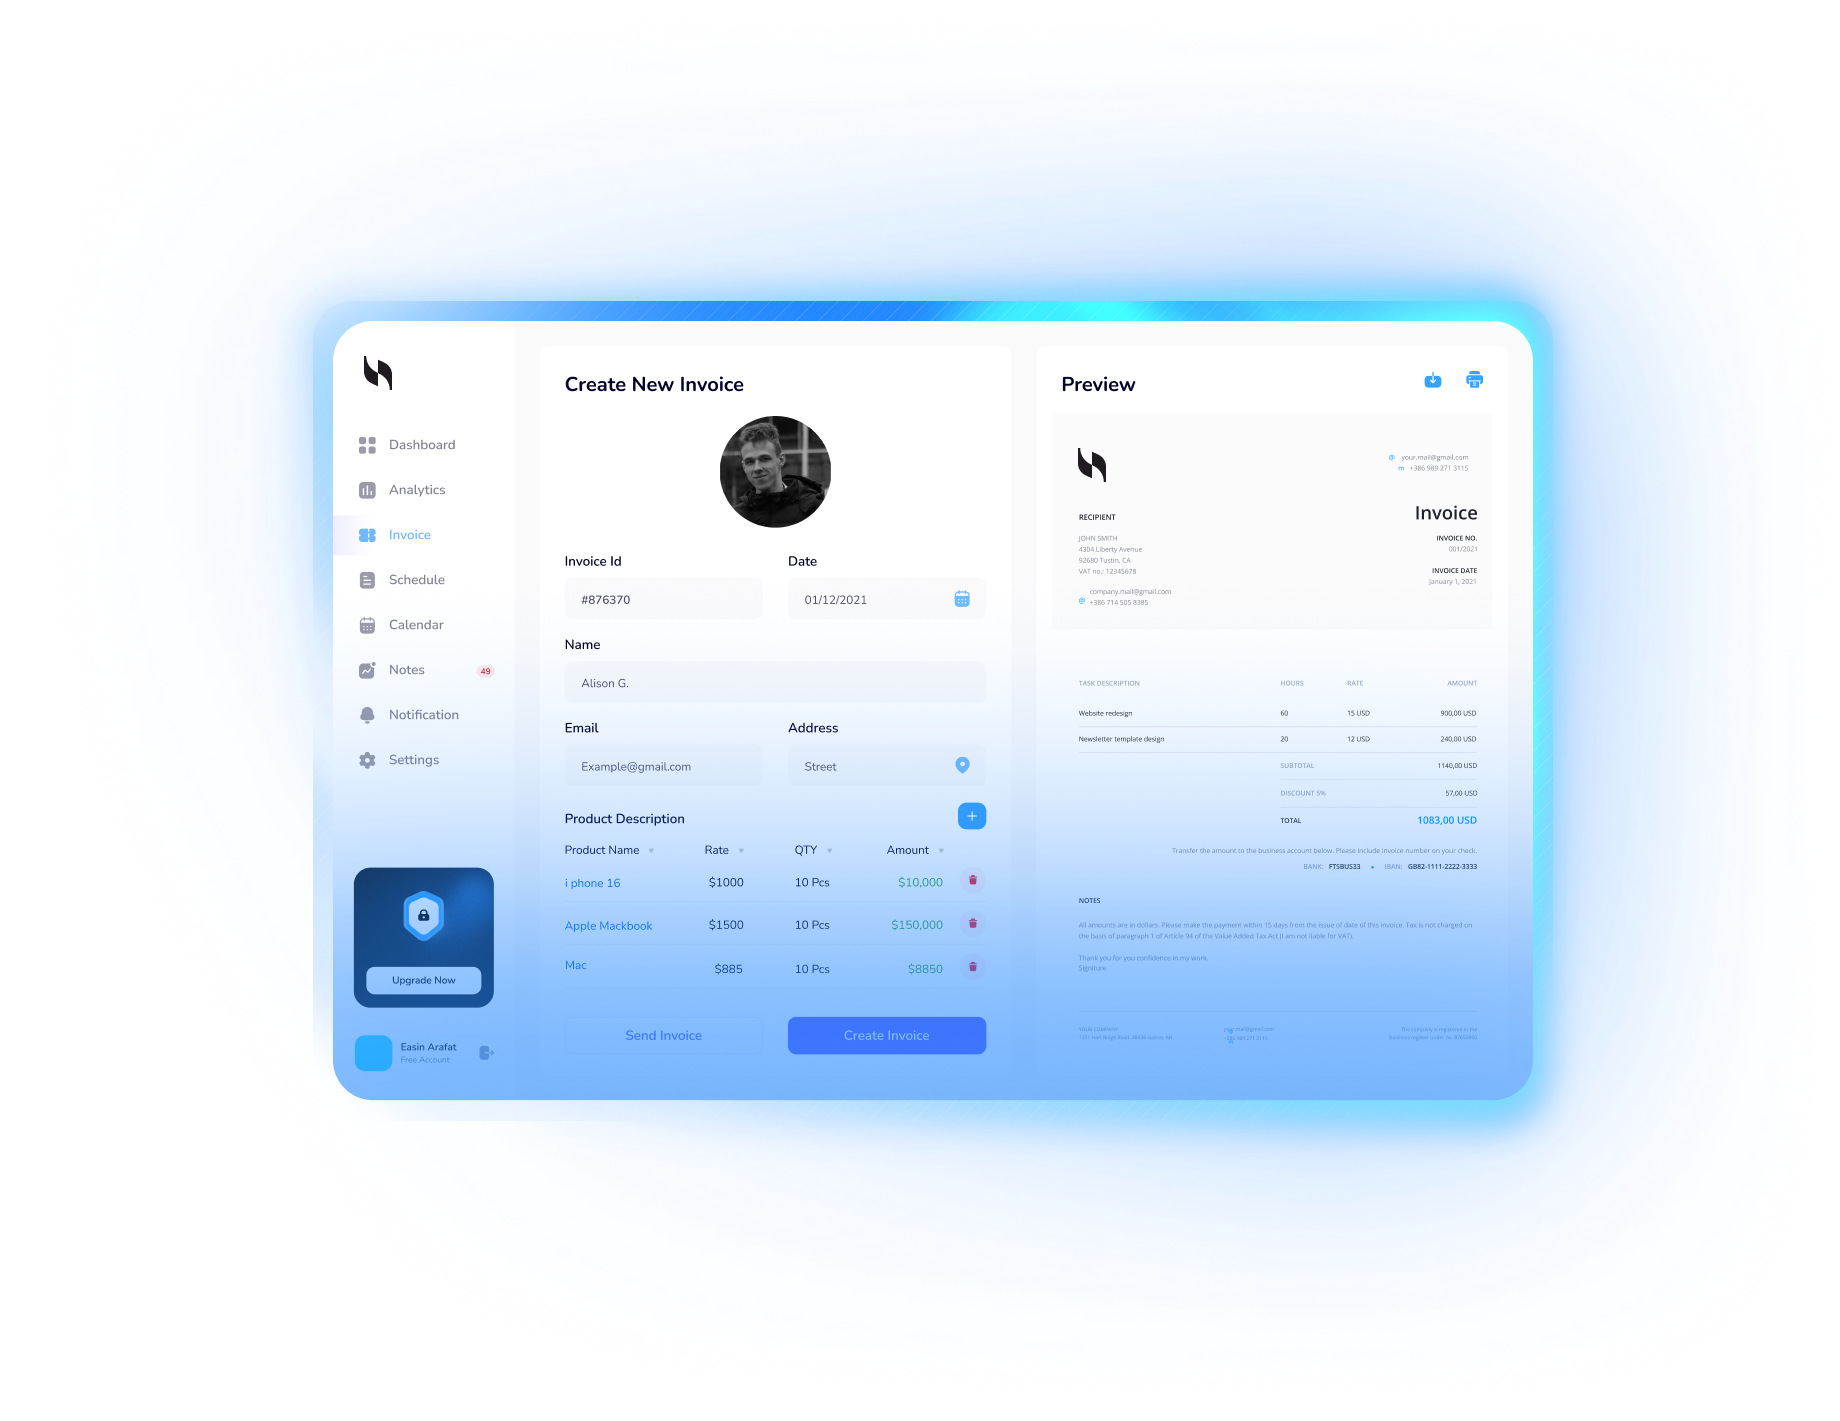 Dashboard
Analytics
Invoice
Schedule
Calendar
Notes 49
Notification
Settings
Upgrade Now
Easin Arafat
Free Account
Create New Invoice
Invoice Id Date
#876370 01/12/2021
Name
Alison G.
Email Address
Example@gmail.com Street
Product Description
Product Name Rate QTY Amount
i phone 16 $1000 10 Pcs $10,000
Apple Mackbook $1500 10 Pcs $150,000
Mac $885 10 Pcs $8850
Send Invoice Create Invoice
Preview
@ your.mail@gmail.com
m +386 989 271 3115
Invoice
RECIPIENT
JOHN SMITH
4304 Liberty Avenue
92680 Tustin, CA
VAT no.: 12345678
company.mail@gmail.com
@ +386 714 505 8385
INVOICE NO.
001/2021
INVOICE DATE
January 1, 2021
TASK DESCRIPTION HOURS RATE AMOUNT
Website redesign 60 15 USD 900,00 USD
Newsletter template design 20 12 USD 240,00 USD
SUBTOTAL 1140,00 USD
DISCOUNT 5% 57,00 USD
TOTAL 1083,00 USD
Transfer the amount to the business account below. Please include invoice number on your check.
BANK: FTSBUS33 IBAN: GB82-1111-2222-3333
NOTES
All amounts are in dollars. Please make the payment within 15 days from the issue of date of this invoice. Tax is not charged on
the basis of paragraph 1 of Article 94 of the Value Added Tax Act (I am not liable for VAT).
Thank you for you confidence in my work.
Signiture
YOUR COMPANY
The company is registered in the